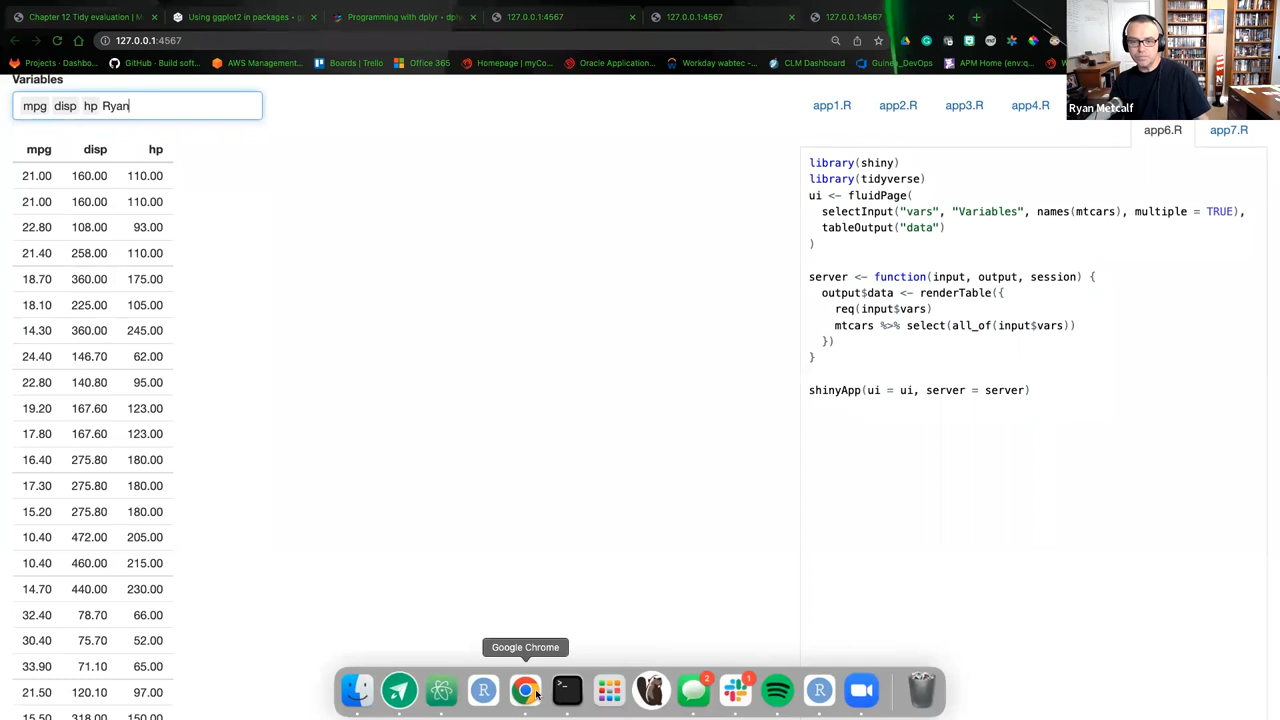 Chapter 12 Tidy evaluation |
Using ggplot2 in packages • g
Programming with dplyr • dply
127.0.0.1:4567
127.0.0.1:4567
127.0.0.1:4567
127.0.0.1:4567
Projects - Dashbo...
GitHub - Build soft...
AWS Management...
Boards | Trello
Office 365
Homepage | myCo...
Oracle Application...
Workday wabtec -...
CLM Dashboard
Guinea_DevOps
APM Home (env:q...
Ryan Metcalf
Variables
mpg disp hp Ryan
app1.R app2.R app3.R app4.R
app6.R app7.R
mpg disp hp
21.00 160.00 110.00
21.00 160.00 110.00
22.80 108.00 93.00
21.40 258.00 110.00
18.70 360.00 175.00
18.10 225.00 105.00
14.30 360.00 245.00
24.40 146.70 62.00
22.80 140.80 95.00
19.20 167.60 123.00
17.80 167.60 123.00
16.40 275.80 180.00
17.30 275.80 180.00
15.20 275.80 180.00
10.40 472.00 205.00
10.40 460.00 215.00
14.70 440.00 230.00
32.40 78.70 66.00
30.40 75.70 52.00
33.90 71.10 65.00
21.50 120.10 97.00
15.50 318.00 150.00
library(shiny)
library(tidyverse)
ui <- fluidPage(
selectInput("vars", "Variables", names(mtcars), multiple = TRUE),
tableOutput("data")
)
server <- function(input, output, session) {
output$data <- renderTable({
req(input$vars)
mtcars %>% select(all_of(input$vars))
})
}
shinyApp(ui = ui, server = server)
Google Chrome
2
1